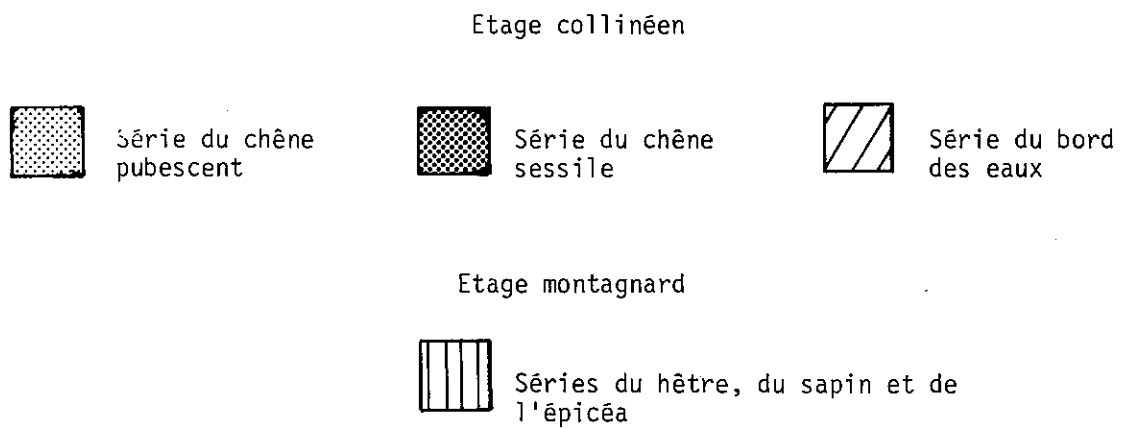 Etage collinéen
Série du chêne
pubescent
Série du chêne
sessile
Série du bord
des eaux
Etage montagnard
Séries du hêtre, du sapin et de
l'épicéa